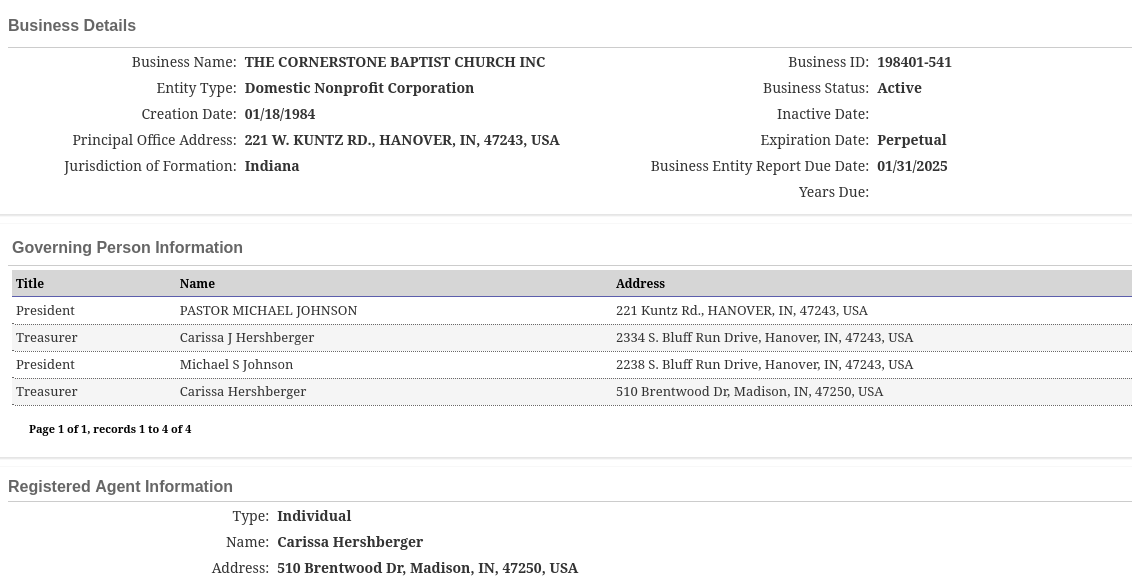 Business Details
Business Name: THE CORNERSTONE BAPTIST CHURCH INC Business ID: 198401-541
Entity Type: Domestic Nonprofit Corporation Business Status: Active
Creation Date: 01/18/1984 Inactive Date:
Principal Office Address: 221 W. KUNTZ RD., HANOVER, IN, 47243, USA Expiration Date: Perpetual
Jurisdiction of Formation: Indiana Business Entity Report Due Date: 01/31/2025
Years Due:
Governing Person Information
Title Name Address
President PASTOR MICHAEL JOHNSON 221 Kuntz Rd., HANOVER, IN, 47243, USA
Treasurer Carissa J Hershberger 2334 S. Bluff Run Drive, Hanover, IN, 47243, USA
President Michael S Johnson 2238 S. Bluff Run Drive, Hanover, IN, 47243, USA
Treasurer Carissa Hershberger 510 Brentwood Dr, Madison, IN, 47250, USA
Page 1 of 1, records 1 to 4 of 4
Registered Agent Information
Type: Individual
Name: Carissa Hershberger
Address: 510 Brentwood Dr, Madison, IN, 47250, USA